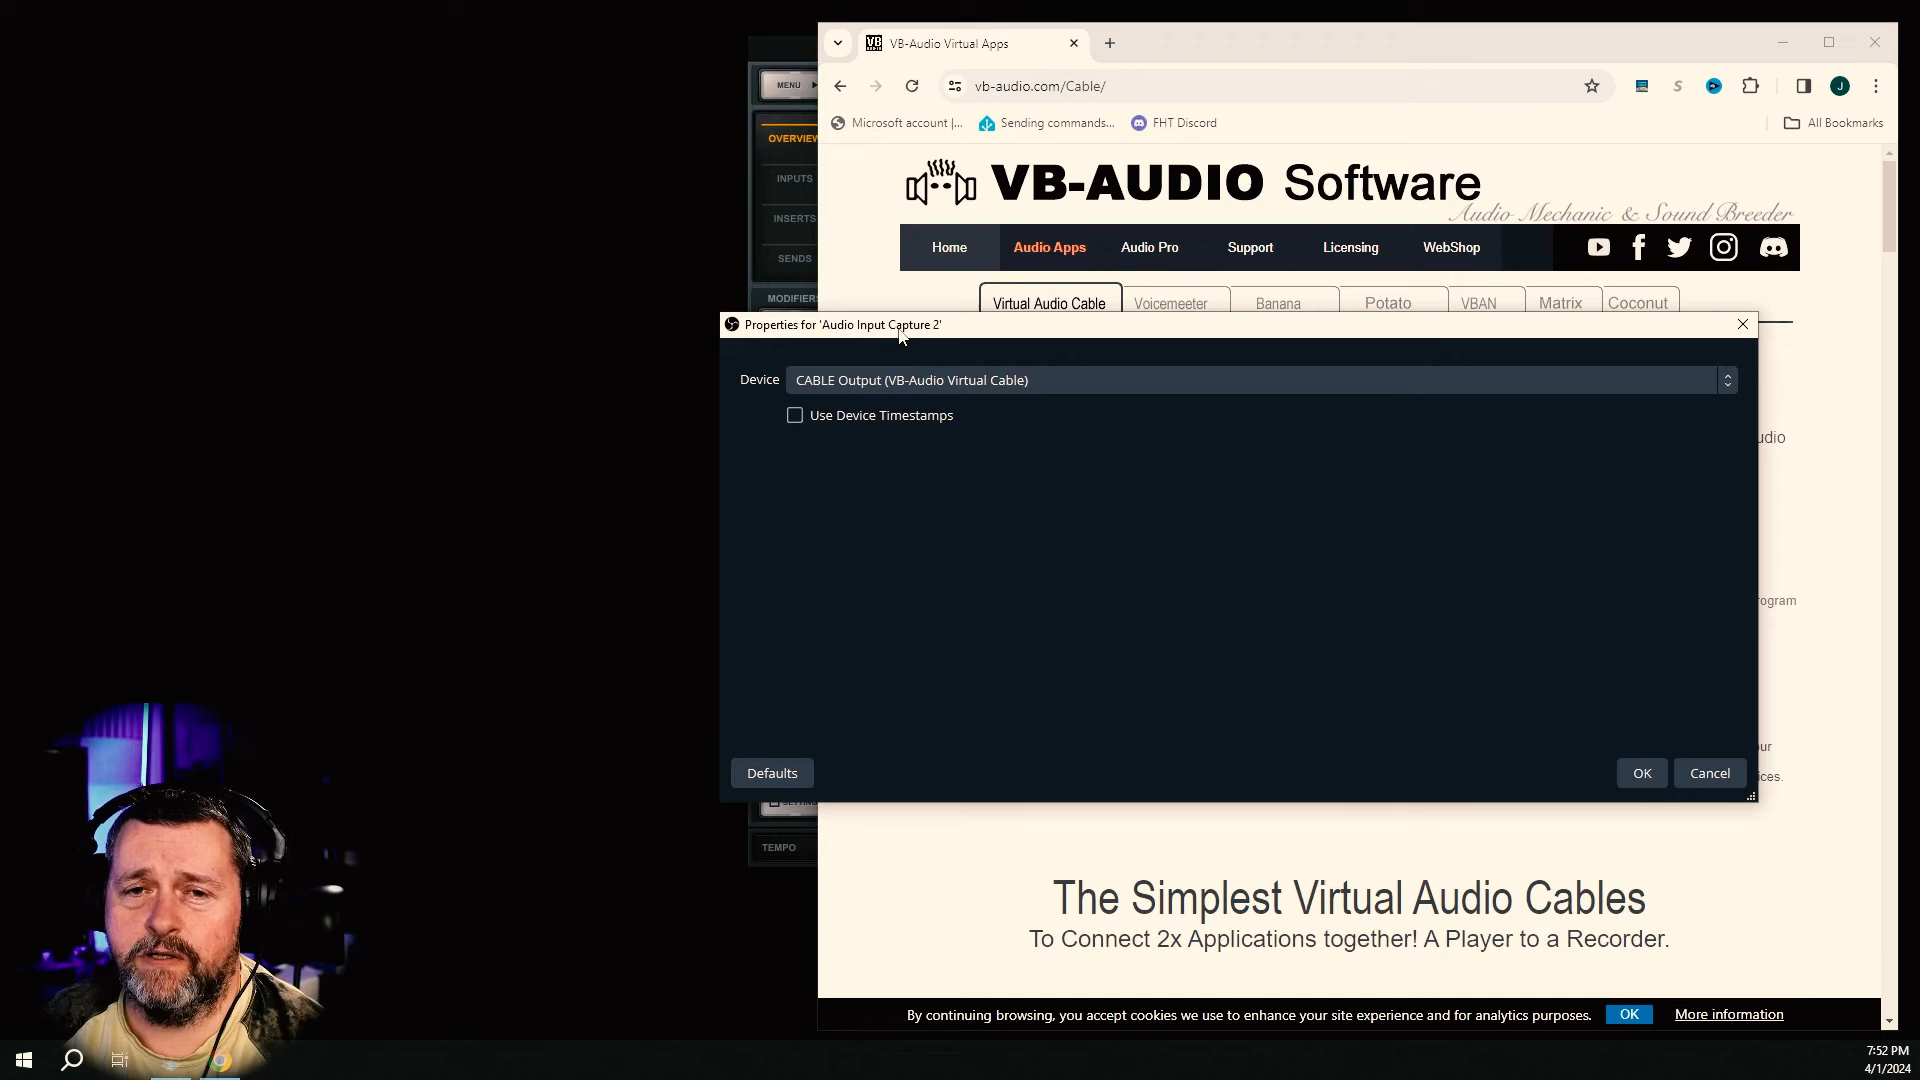 VB-Audio Virtual Apps
vb-audio.com/Cable/
J
Microsoft account |...
Sending commands...
FHT Discord
All Bookmarks
VB-AUDIO Software
Audio Mechanic & Sound Breeder
Home
Audio Apps
Audio Pro
Support
Licensing
WebShop
Virtual Audio Cable
Voicemeeter
Banana
Potato
VBAN
Matrix
Coconut
MENU
OVERVIEW
INPUTS
INSERTS
SENDS
MODIFIERS
Properties for 'Audio Input Capture 2'
Device
CABLE Output (VB-Audio Virtual Cable)
Use Device Timestamps
Defaults
OK
Cancel
TEMPO
The Simplest Virtual Audio Cables
To Connect 2x Applications together! A Player to a Recorder.
By continuing browsing, you accept cookies we use to enhance your site experience and for analytics purposes.
OK
More information
7:52 PM
4/1/2024